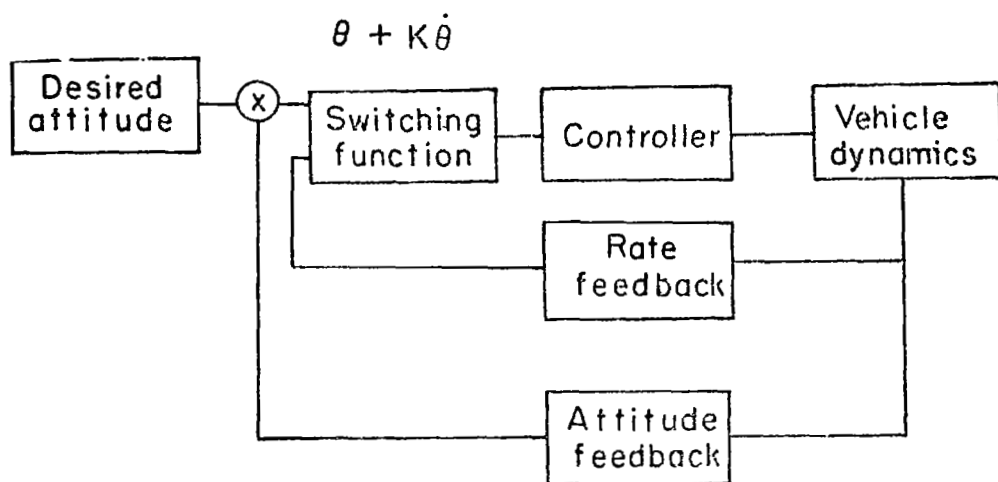 θ + Kθ̇
Desired
attitude
X
Switching
function
Controller
Vehicle
dynamics
Rate
feedback
Attitude
feedback